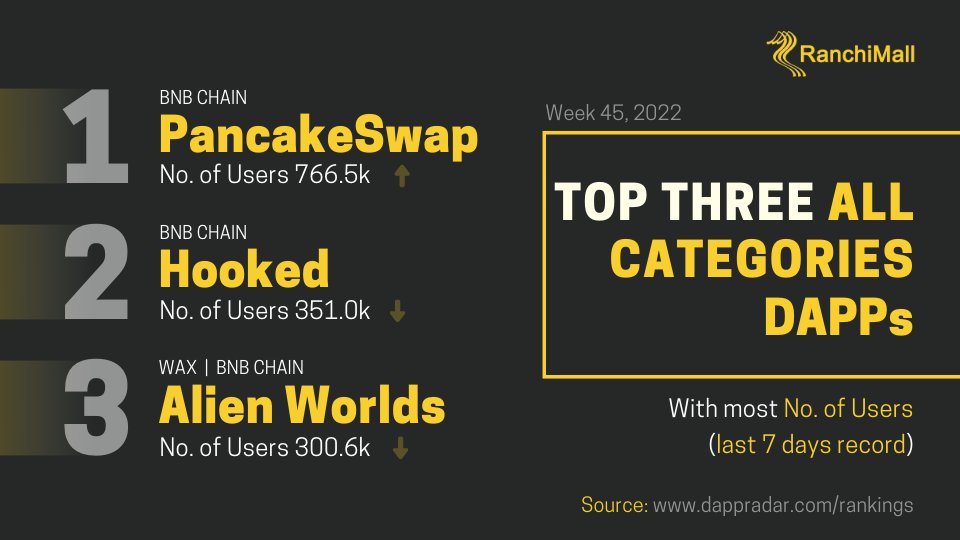 RanchiMall
Week 45, 2022
TOP THREE ALL
CATEGORIES
DAPPs
With most No. of Users
(last 7 days record)
Source: www.dappradar.com/rankings
1
BNB CHAIN
PancakeSwap
No. of Users 766.5k
2
BNB CHAIN
Hooked
No. of Users 351.0k
3
WAX | BNB CHAIN
Alien Worlds
No. of Users 300.6k